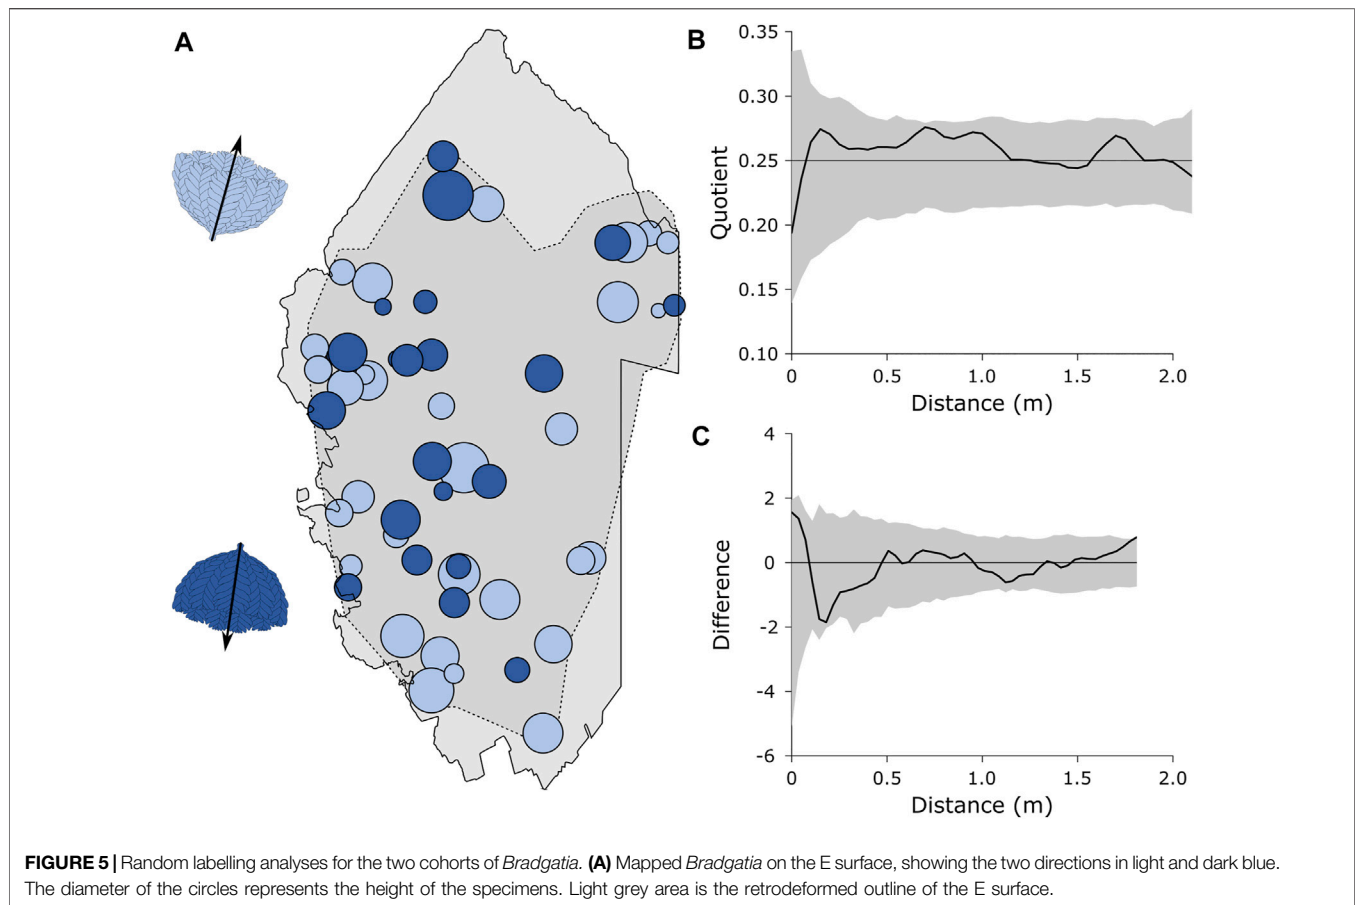 A
B
0.35
0.30
0.25
0.20
0.15
0.10
Quotient
0
0.5
1.0
1.5
2.0
Distance (m)
C
4
2
0
-2
-4
-6
Difference
0
0.5
1.0
1.5
2.0
Distance (m)
FIGURE 5 | Random labelling analyses for the two cohorts of Bradgatia. (A) Mapped Bradgatia on the E surface, showing the two directions in light and dark blue.
The diameter of the circles represents the height of the specimens. Light grey area is the retrodeformed outline of the E surface.